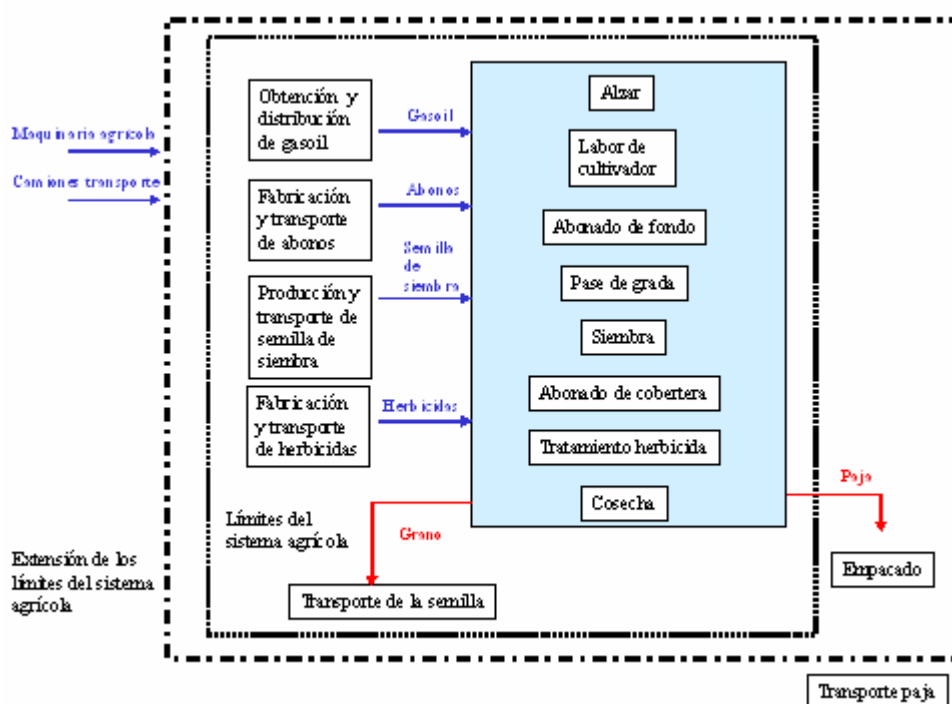 Maquinaria agrícola
Camiones transporte
Obtención y
distribución
de gasoil
Gasoil
Fabricación
y transporte
de abonos
Abonos
Producción y
transporte de
semilla de
siembra
Semilla
de
siembra
Fabricación
y transporte
de herbicidas
Herbicidas
Alzar
Labor de
cultivador
Abonado de fondo
Pase de grada
Siembra
Abonado de cobertera
Tratamiento herbicida
Cosecha
Límites del
sistema agrícola
Grano
Transporte de la semilla
Paja
Empacado
Extensión de los
límites del sistema
agrícola
Transporte paja